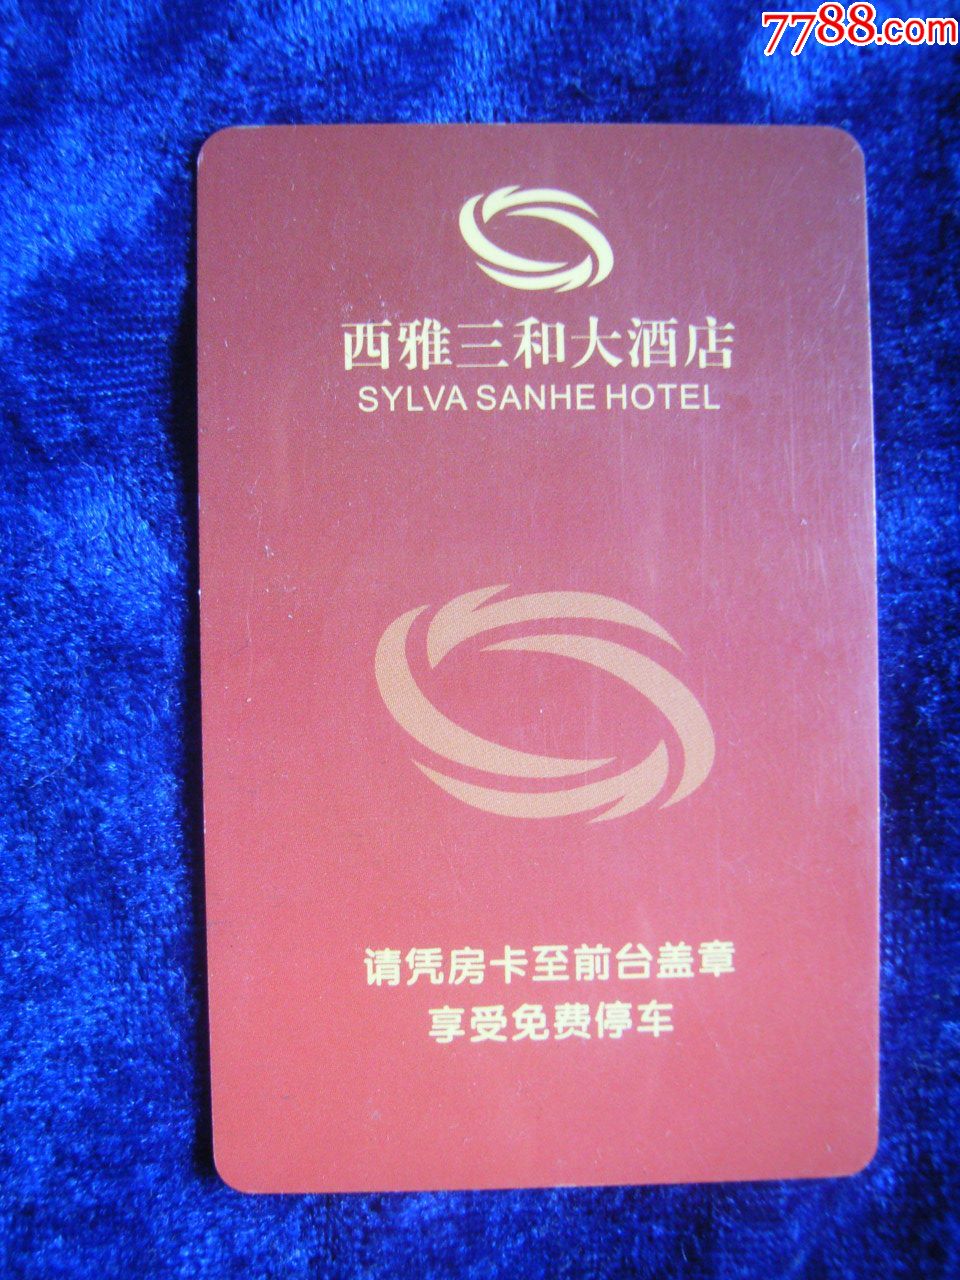 7788.com
西雅三和大酒店
SYLVA SANHE HOTEL
请凭房卡至前台盖章
享受免费停车